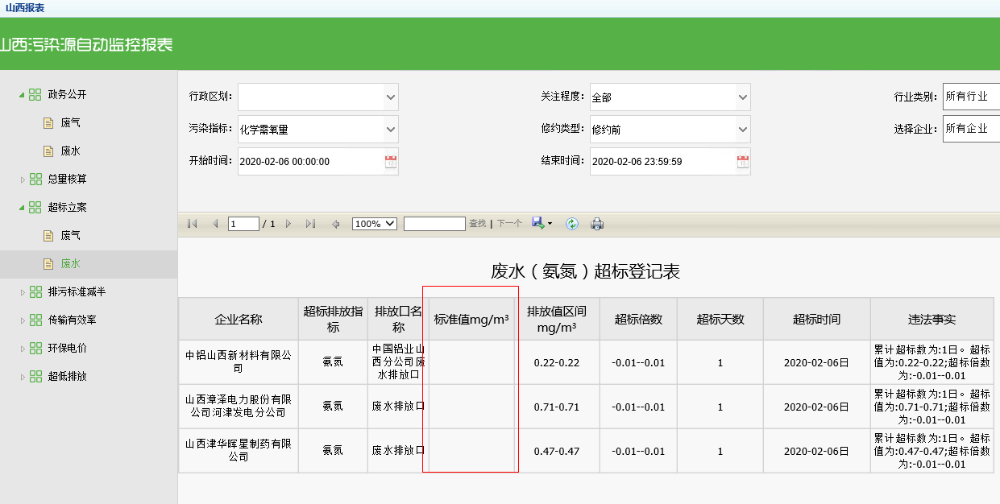 山西报表
山西污染源自动监控报表
政务公开
废气
废水
总量核算
超标立案
废气
废水
排污标准减半
传输有效率
环保电价
超低排放
行政区划:
关注程度: 全部
行业类别: 所有行业
污染指标: 化学需氧量
修约类型: 修约前
选择企业: 所有企业
开始时间: 2020-02-06 00:00:00
结束时间: 2020-02-06 23:59:59
1 / 1 100% 查找 | 下一个
废水（氨氮）超标登记表
企业名称
超标排放指
标
排放口名
称
标准值mg/m³
排放值区间
mg/m³
超标倍数
超标天数
超标时间
违法事实
中铝山西新材料有限公
司
氨氮
中国铝业山
西分公司废
水排放口
0.22-0.22
-0.01--0.01
1
2020-02-06日
累计超标数为:1日。超标
值为:0.22-0.22;超标倍数
为:-0.01--0.01
山西漳泽电力股份有限
公司河津发电分公司
氨氮
废水排放口
0.71-0.71
-0.01--0.01
1
2020-02-06日
累计超标数为:1日。超标
值为:0.71-0.71;超标倍数
为:-0.01--0.01
山西津华晖星制药有限
公司
氨氮
废水排放口
0.47-0.47
-0.01--0.01
1
2020-02-06日
累计超标数为:1日。超标
值为:0.47-0.47;超标倍数
为:-0.01--0.01